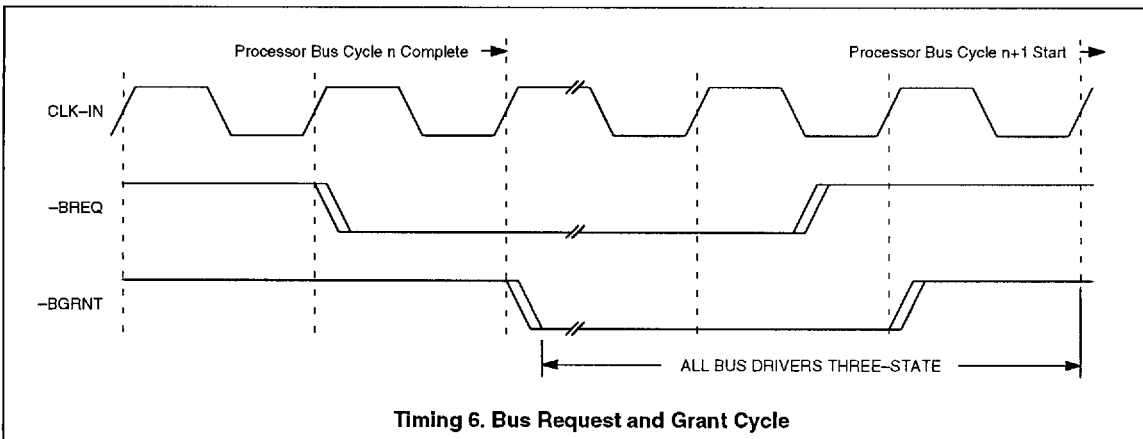 Processor Bus Cycle n Complete
Processor Bus Cycle n+1 Start
CLK–IN
–BREQ
–BGRNT
ALL BUS DRIVERS THREE–STATE
Timing 6. Bus Request and Grant Cycle